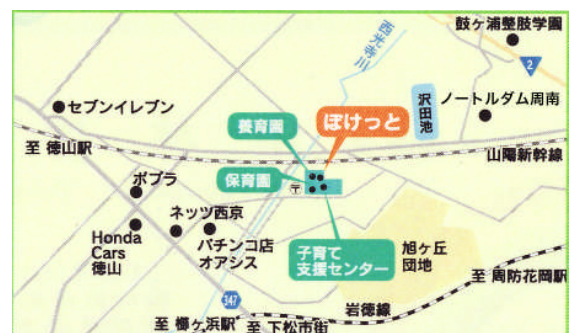 鼓ヶ浦整肢学園
2
西光寺川
セブンイレブン
ノートルダム周南
沢田池
養育園
ぽけっと
至 徳山駅
山陽新幹線
ポプラ
保育園
〒
ネッツ西京
Honda
Cars
徳山
パチンコ店
オアシス
子育て
支援センター
旭ヶ丘
団地
至 周防花岡駅
347
岩徳線
至 櫛ヶ浜駅
至 下松市街